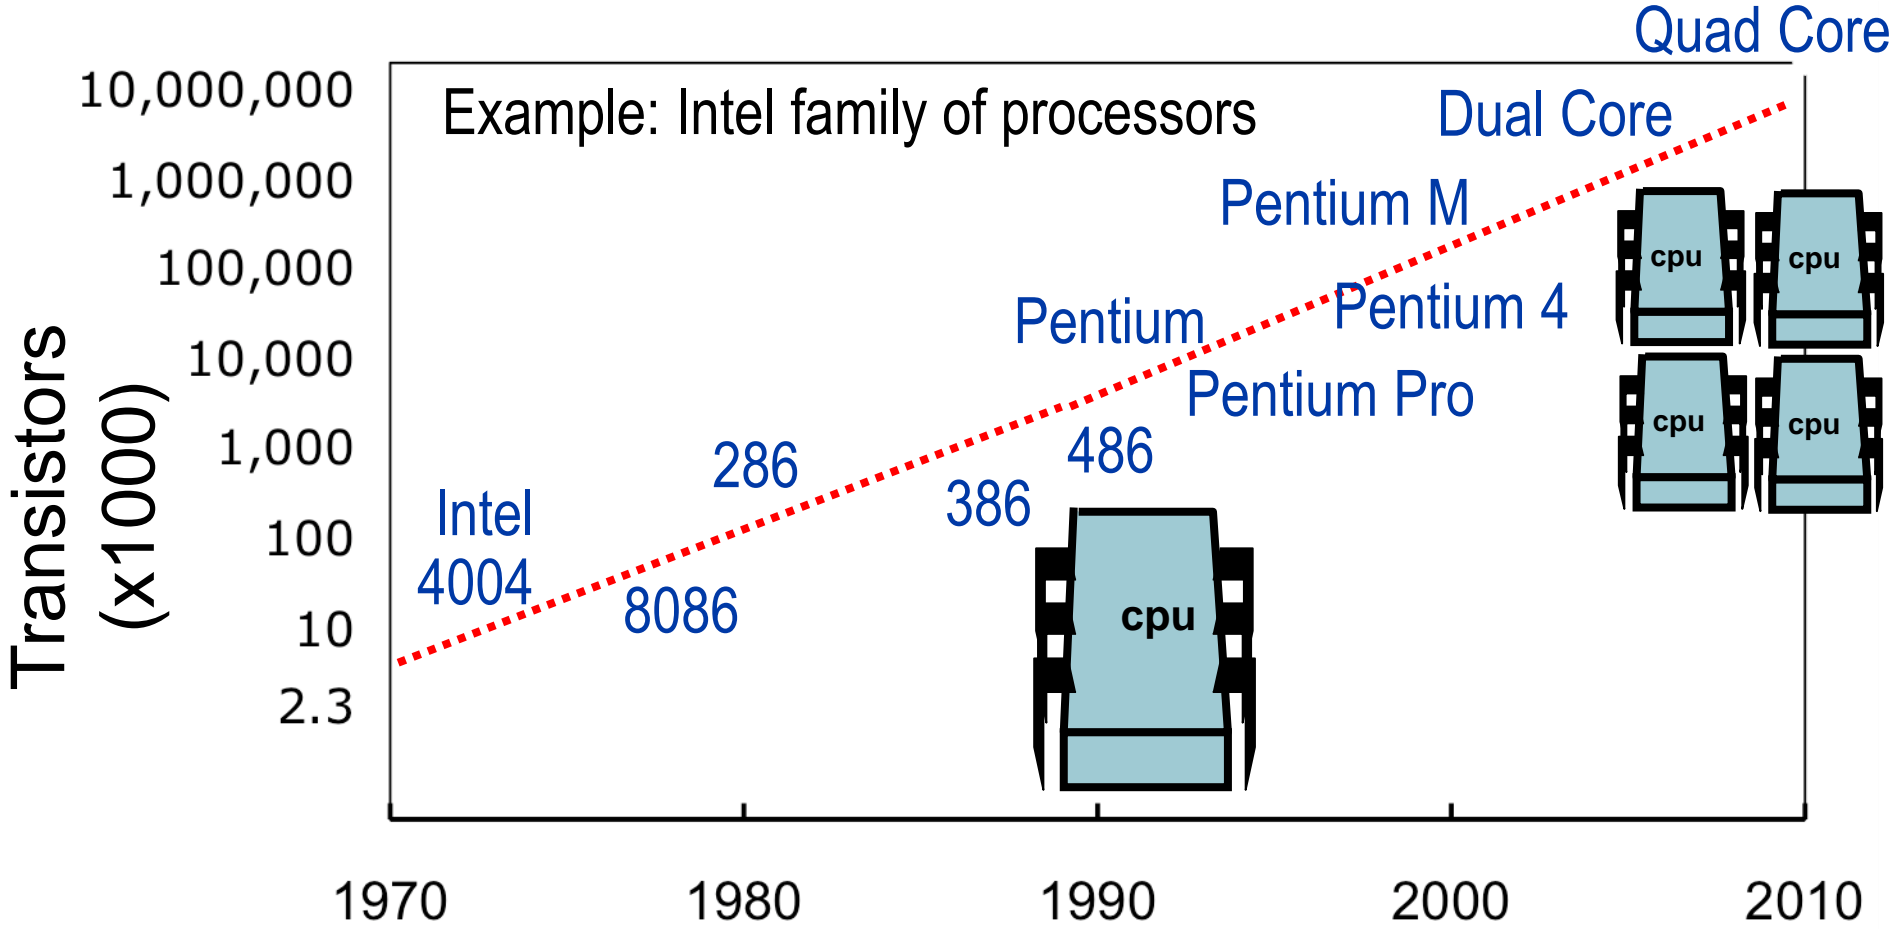 Quad Core
10,000,000
Example: Intel family of processors
Dual Core
1,000,000
Pentium M
100,000
cpu
cpu
Pentium
Pentium 4
10,000
Pentium Pro
cpu
cpu
1,000
286
486
386
Intel
4004
100
8086
cpu
10
2.3
Transistors
(x1000)
1970
1980
1990
2000
2010